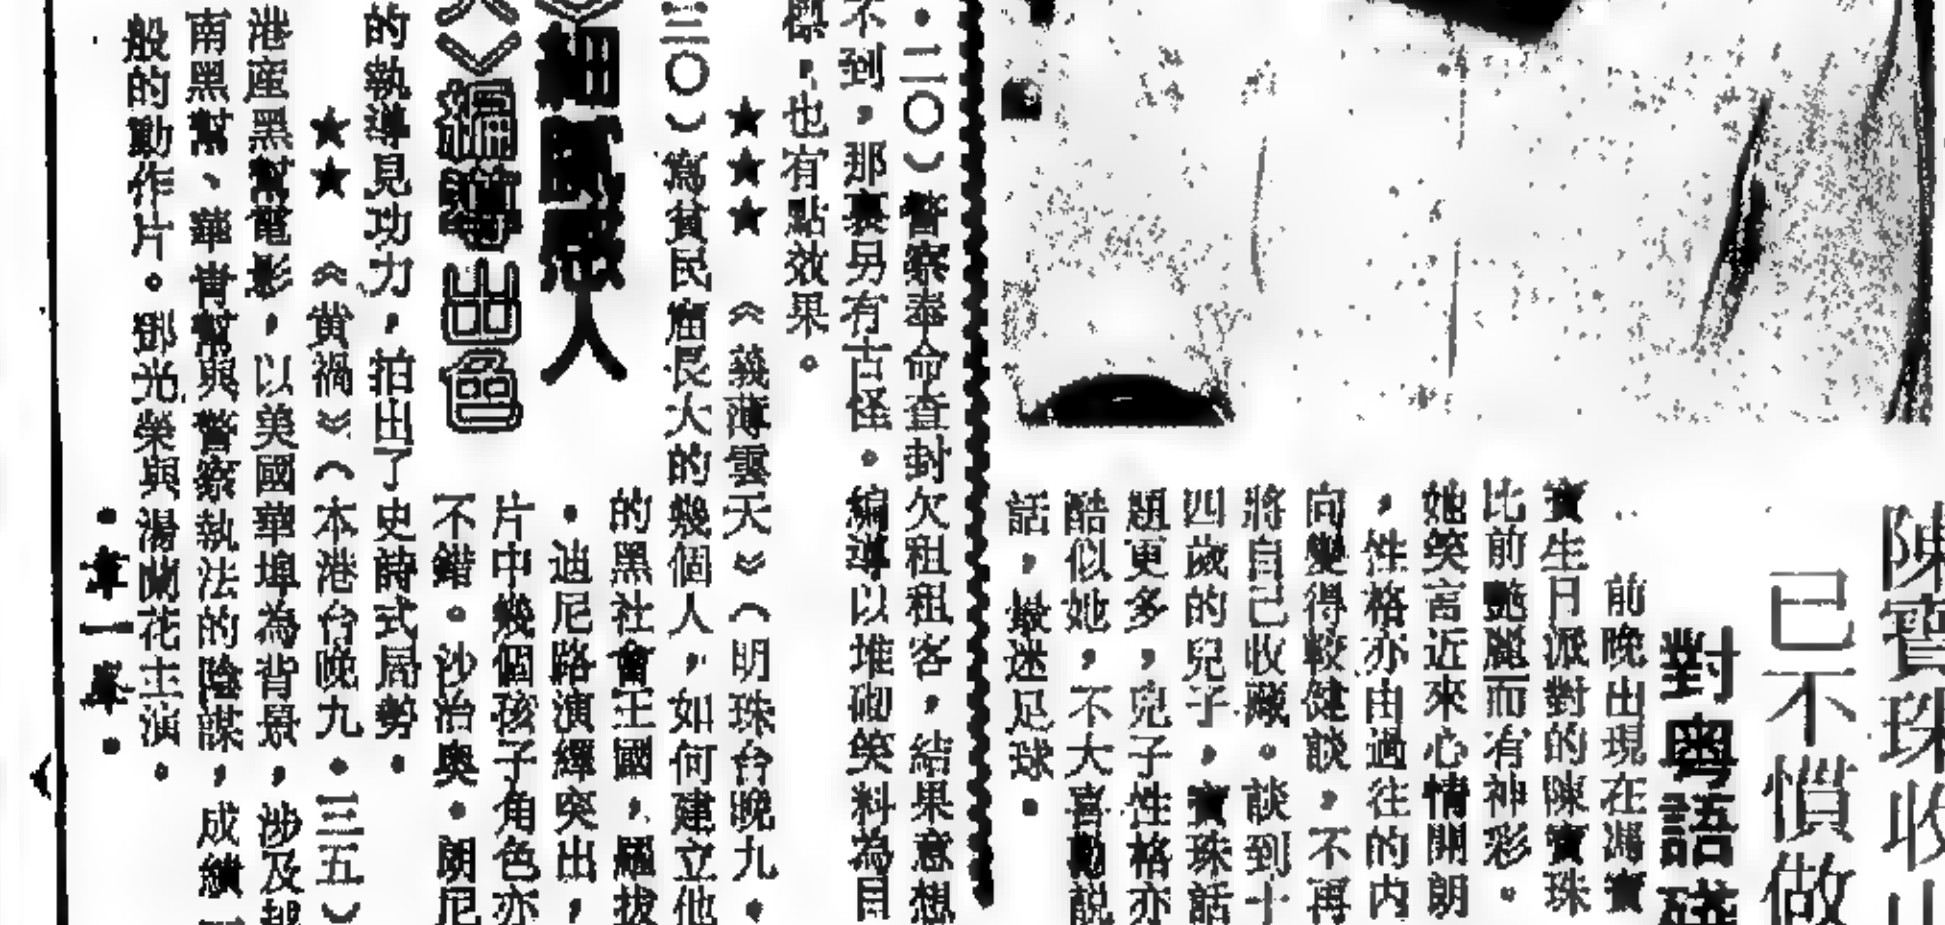 陳寶珠收山
已不慣做
對粵語殘
前晚出現在馮寶
寶生日派對的陳寶珠
比前艷麗而有神彩。
她笑言近來心情開朗
，性格亦由過往的內
向變得較健談，不再
將自己收藏。談到十
四歲的兒子，寶珠話
題更多，兒子性格亦
酷似她，不大喜歡説
話，最迷足球。
·二〇）警察奉命查封欠租租客，結果意想
不到，那裏另有古怪。編導以堆砌笑料為目
標，也有點效果。
★★★　《義薄雲天》（明珠台晚九·
三〇）寫貧民窟長大的幾個人，如何建立他
的黑社會王國，羅拔
·迪尼路演輝突出，
片中幾個孩子角色亦
不錯。沙治奧·朗尼
細膩感人
編導出色
的執導見功力，拍出了史詩式局勢。
★★　《黃禍》（本港台晚九·三五）
港產黑幫電影，以美國華埠為背景，涉及越
南黑幫、華青幫與警察執法的陰謀，成績一
般的動作片。鄧光榮與湯蘭花主演。